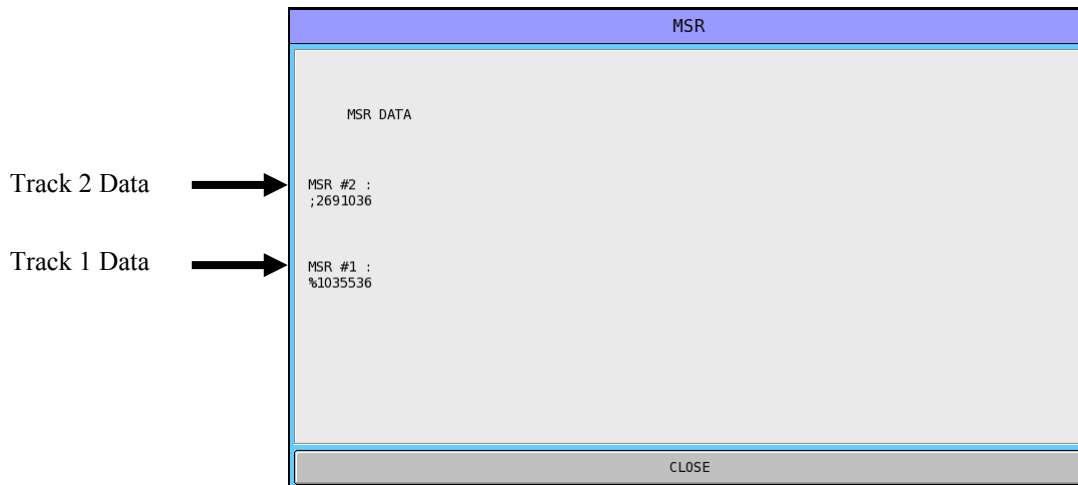 MSR
MSR DATA
Track 2 Data
MSR #2 :
;2691036
Track 1 Data
MSR #1 :
%1035536
CLOSE